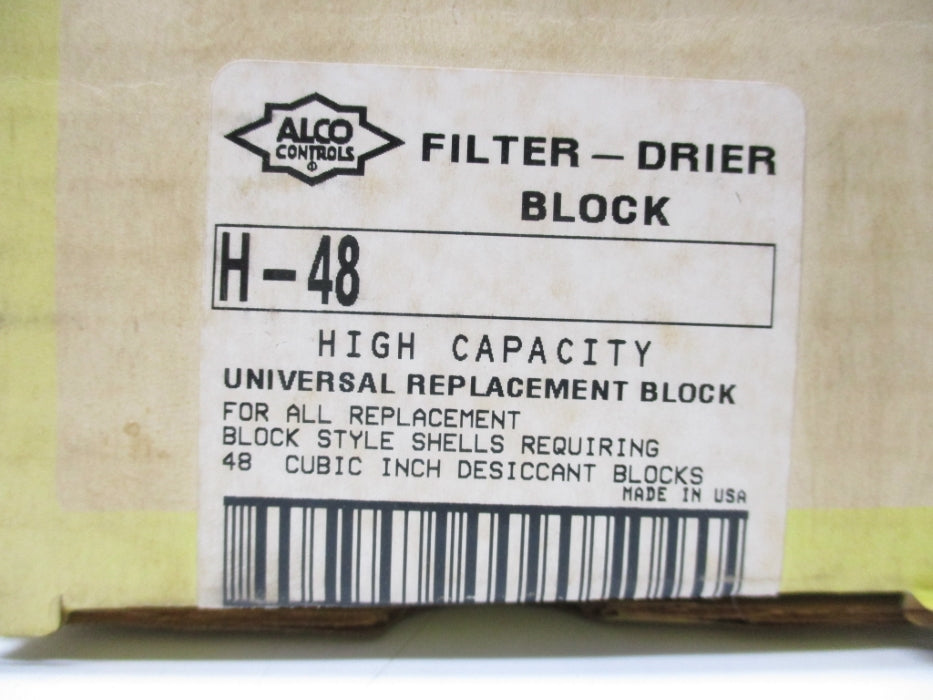 ALCO
CONTROLS
FILTER – DRIER
BLOCK
H-48
HIGH CAPACITY
UNIVERSAL REPLACEMENT BLOCK
FOR ALL REPLACEMENT
BLOCK STYLE SHELLS REQUIRING
48 CUBIC INCH DESICCANT BLOCKS
MADE IN USA